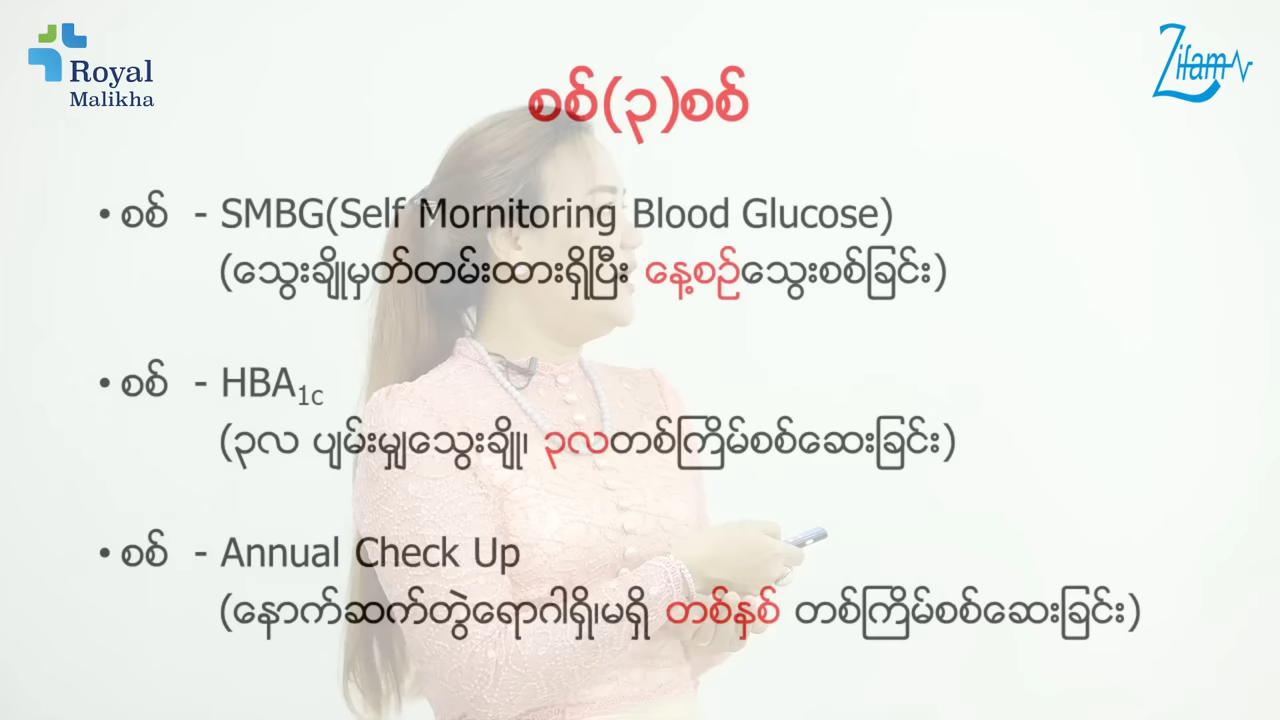 Royal
Malikha
Zifam
စစ်(၃)စစ်
• စစ် - SMBG(Self Mornitoring Blood Glucose)
(သွေးချိုမှတ်တမ်းထားရှိပြီး နေ့စဉ်သွေးစစ်ခြင်း)
• စစ် - HBA1c
(၃လ ပျမ်းမျှသွေးချို၊ ၃လတစ်ကြိမ်စစ်ဆေးခြင်း)
• စစ် - Annual Check Up
(နောက်ဆက်တွဲရောဂါရှိ၊မရှိ တစ်နှစ် တစ်ကြိမ်စစ်ဆေးခြင်း)